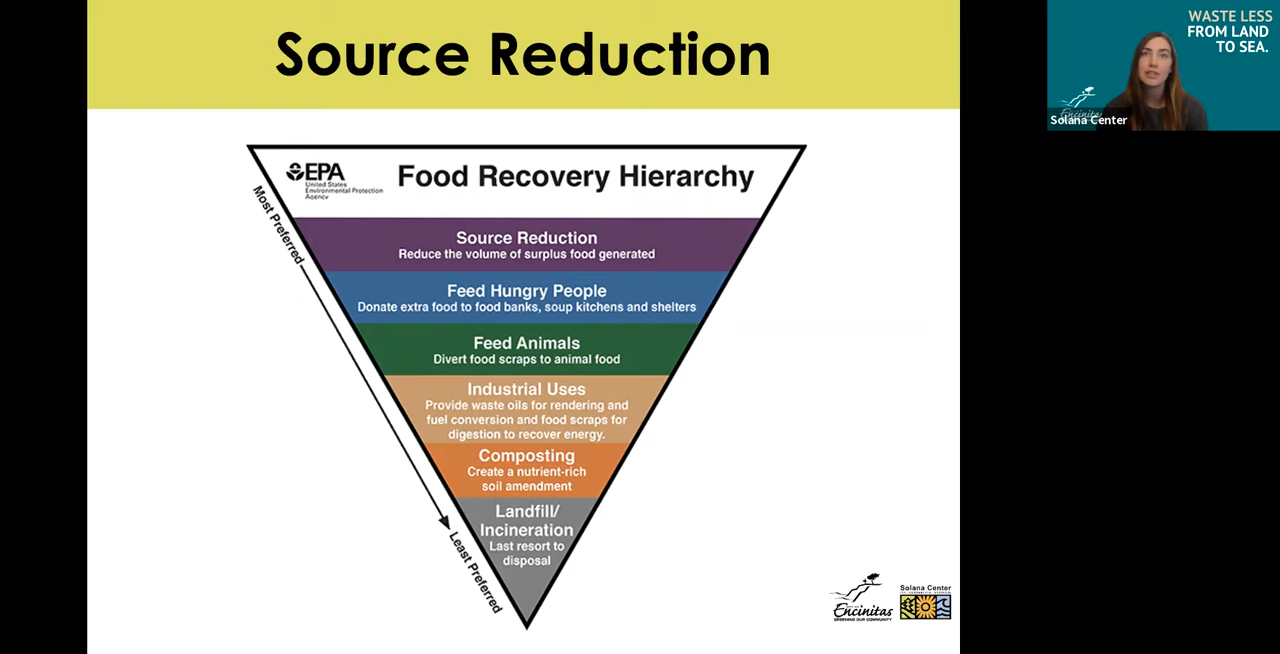 Source Reduction
EPA
United States
Environmental Protection
Agency
Food Recovery Hierarchy
Most Preferred
Source Reduction
Reduce the volume of surplus food generated
Feed Hungry People
Donate extra food to food banks, soup kitchens and shelters
Feed Animals
Divert food scraps to animal food
Industrial Uses
Provide waste oils for rendering and
fuel conversion and food scraps for
digestion to recover energy.
Composting
Create a nutrient-rich
soil amendment
Landfill/
Incineration
Last resort to
disposal
Least Preferred
Encinitas
GREENING OUR COMMUNITY
Solana Center
WASTE LESS
FROM LAND
TO SEA.
Encinitas
Solana Center